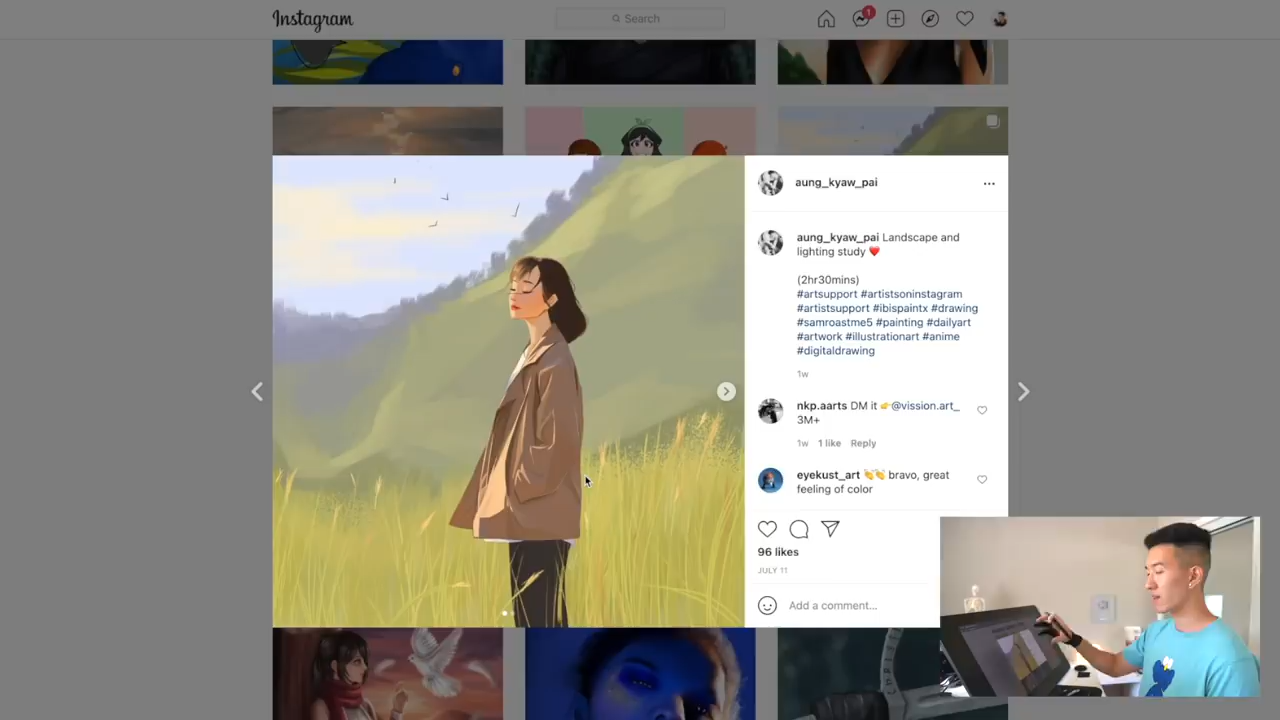 Instagram
Search
1
aung_kyaw_pai
aung_kyaw_pai Landscape and
lighting study ❤️
(2hr30mins)
#artsupport #artistsoninstagram
#artistsupport #ibispaintx #drawing
#samroastme5 #painting #dailyart
#artwork #illustrationart #anime
#digitaldrawing
1w
nkp.aarts DM it 👉@vission.art_
3M+
1w 1 like Reply
eyekust_art 👏👏 bravo, great
feeling of color
96 likes
JULY 11
Add a comment...